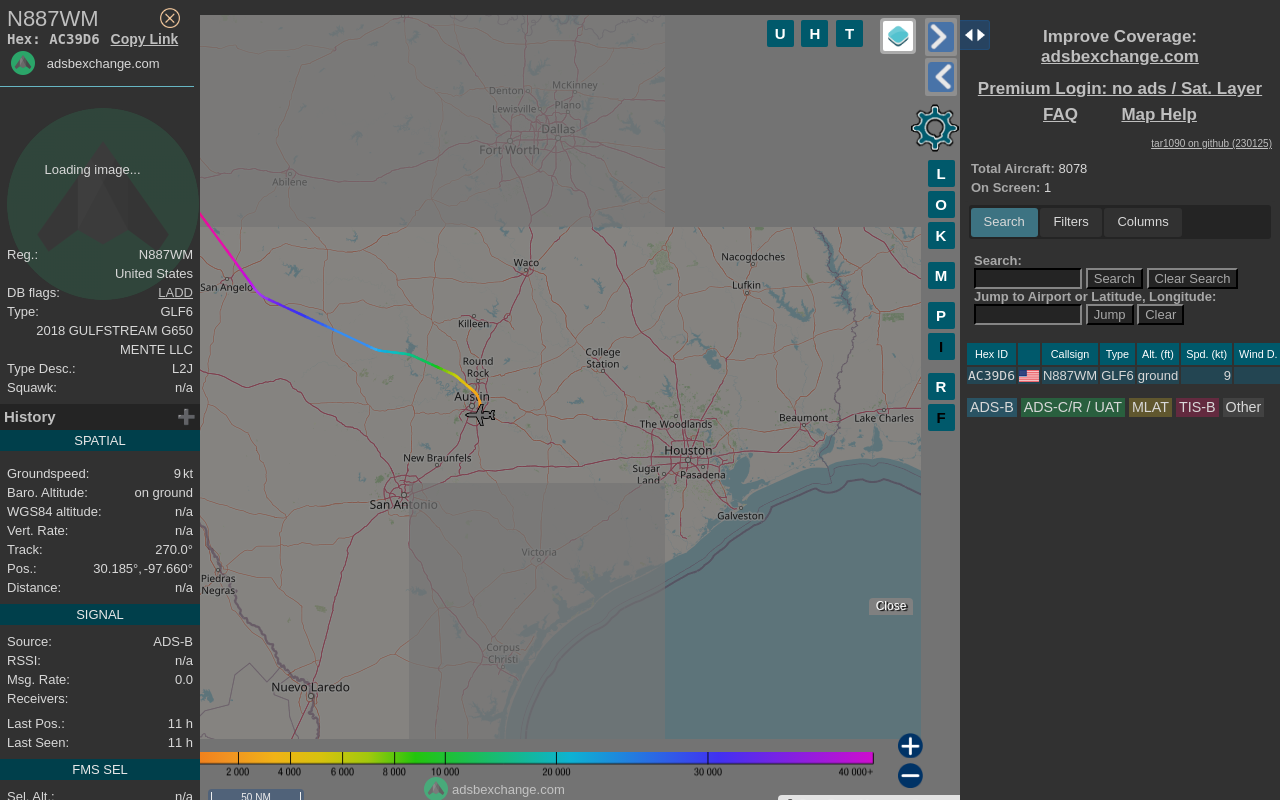 N887WM
Hex: AC39D6 Copy Link
adsbexchange.com
Loading image...
Reg.: N887WM
United States
DB flags: LADD
Type: GLF6
2018 GULFSTREAM G650
MENTE LLC
Type Desc.: L2J
Squawk: n/a
History
SPATIAL
Groundspeed: 9 kt
Baro. Altitude: on ground
WGS84 altitude: n/a
Vert. Rate: n/a
Track: 270.0°
Pos.: 30.185°, -97.660°
Distance: n/a
SIGNAL
Source: ADS-B
RSSI: n/a
Msg. Rate: 0.0
Receivers:
Last Pos.: 11 h
Last Seen: 11 h
FMS SEL
Sel. Alt.: n/a
U H T
Denton
McKinney
Lewisville
Plano
Dallas
Fort Worth
Abilene
Waco
Nacogdoches
San Angelo
Lufkin
Killeen
Round
Rock
College
Station
Austin
The Woodlands
Beaumont
Lake Charles
Houston
New Braunfels
Sugar
Land
Pasadena
San Antonio
Galveston
Victoria
Piedras
Negras
Corpus
Christi
Nuevo Laredo
Close
L
O
K
M
P
I
R
F
2 000 4 000 6 000 8 000 10 000 20 000 30 000 40 000+
adsbexchange.com
50 NM
Improve Coverage:
adsbexchange.com
Premium Login: no ads / Sat. Layer
FAQ Map Help
tar1090 on github (230125)
Total Aircraft: 8078
On Screen: 1
Search Filters Columns
Search:
Search Clear Search
Jump to Airport or Latitude, Longitude:
Jump Clear
Hex ID Callsign Type Alt. (ft) Spd. (kt) Wind D.
AC39D6 N887WM GLF6 ground 9
ADS-B ADS-C/R / UAT MLAT TIS-B Other